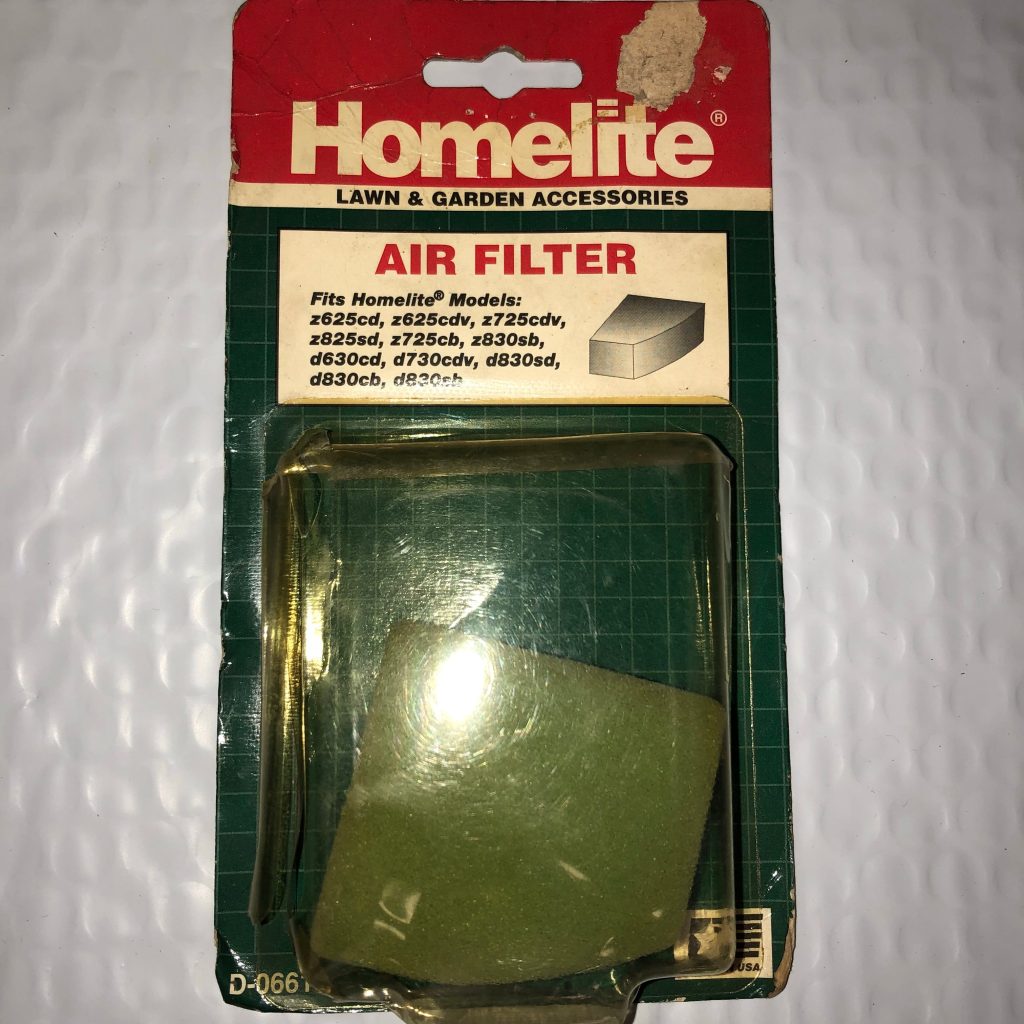 Homelite®
LAWN & GARDEN ACCESSORIES
AIR FILTER
Fits Homelite® Models:
z625cd, z625cdv, z725cdv,
z825sd, z725cb, z830sb,
d630cd, d730cdv, d830sd,
d830cb, d830sb
USA